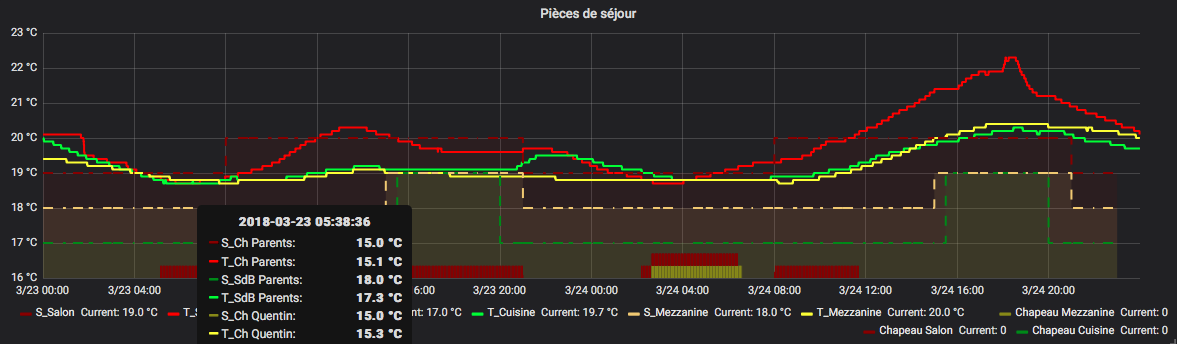 Pièces de séjour
23 °C
22 °C
21 °C
20 °C
19 °C
18 °C
17 °C
16 °C
2018-03-23 05:38:36
S_Ch Parents: 15.0 °C
T_Ch Parents: 15.1 °C
S_SdB Parents: 18.0 °C
T_SdB Parents: 17.3 °C
S_Ch Quentin: 15.0 °C
T_Ch Quentin: 15.3 °C
3/23 00:00 3/23 04:00 6:00 3/23 20:00 3/24 00:00 3/24 04:00 3/24 08:00 3/24 12:00 3/24 16:00 3/24 20:00
S_Salon Current: 19.0 °C T_S 17.0 °C T_Cuisine Current: 19.7 °C S_Mezzanine Current: 18.0 °C T_Mezzanine Current: 20.0 °C Chapeau Mezzanine Current: 0
Chapeau Salon Current: 0 Chapeau Cuisine Current: 0